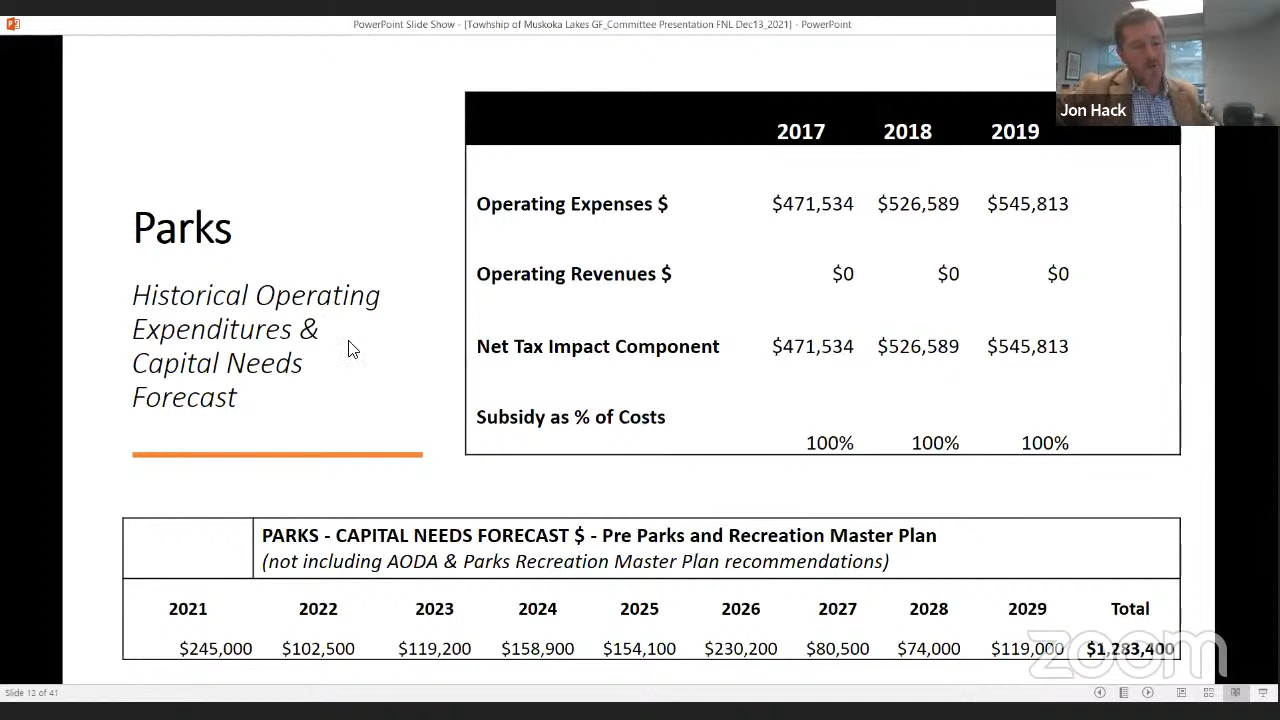 PowerPoint Slide Show - [Towhship of Muskoka Lakes GF_Committee Presentation FNL Dec13_2021] - PowerPoint
Jon Hack
2017 2018 2019
Operating Expenses $ $471,534 $526,589 $545,813
Parks
Operating Revenues $ $0 $0 $0
Historical Operating
Expenditures &
Capital Needs
Forecast
Net Tax Impact Component $471,534 $526,589 $545,813
Subsidy as % of Costs
100% 100% 100%
PARKS - CAPITAL NEEDS FORECAST $ - Pre Parks and Recreation Master Plan
(not including AODA & Parks Recreation Master Plan recommendations)
2021 2022 2023 2024 2025 2026 2027 2028 2029 Total
$245,000 $102,500 $119,200 $158,900 $154,100 $230,200 $80,500 $74,000 $119,000 $1,283,400
zoom
Slide 12 of 41